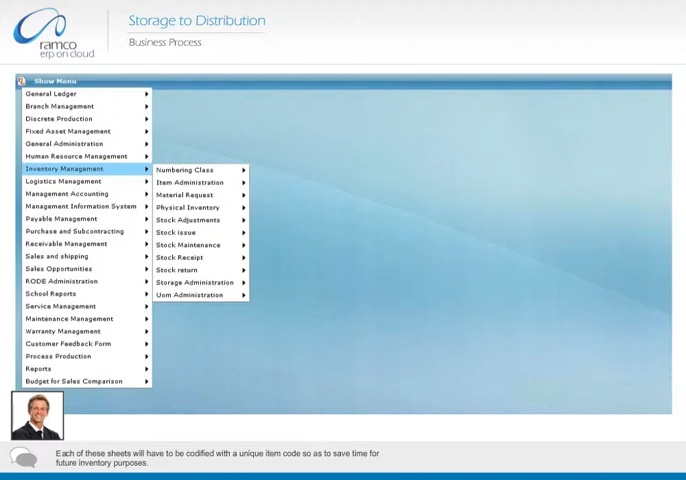 ramco
erp on cloud
Storage to Distribution
Business Process
Show Menu
General Ledger
Branch Management
Discrete Production
Fixed Asset Management
General Administration
Human Resource Management
Inventory Management
Logistics Management
Management Accounting
Management Information System
Payable Management
Purchase and Subcontracting
Receivable Management
Sales and shipping
Sales Opportunities
RODE Administration
School Reports
Service Management
Maintenance Management
Warranty Management
Customer Feedback Form
Process Production
Reports
Budget for Sales Comparison
Numbering Class
Item Administration
Material Request
Physical Inventory
Stock Adjustments
Stock issue
Stock Maintenance
Stock Receipt
Stock return
Storage Administration
Uom Administration
Each of these sheets will have to be codified with a unique item code so as to save time for
future inventory purposes.